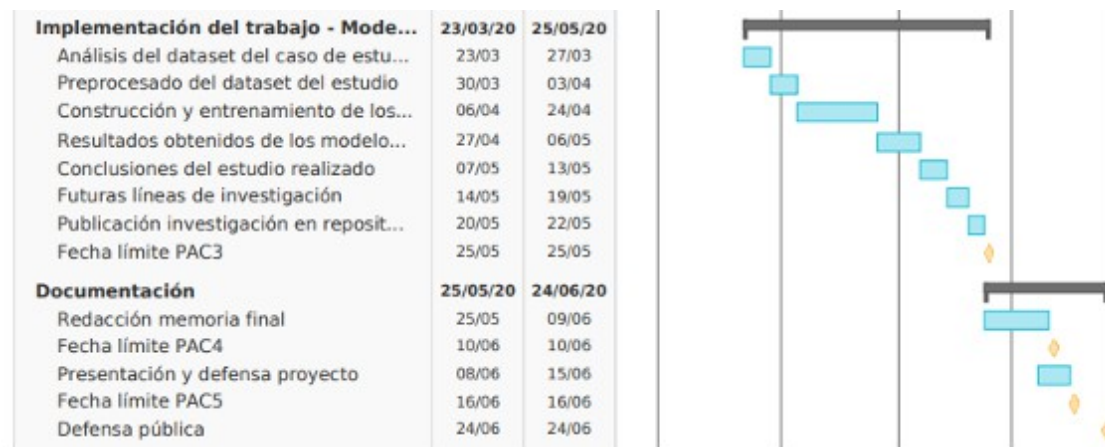 Implementación del trabajo - Mode... 23/03/20 25/05/20
Análisis del dataset del caso de estu... 23/03 27/03
Preprocesado del dataset del estudio 30/03 03/04
Construcción y entrenamiento de los... 06/04 24/04
Resultados obtenidos de los modelo... 27/04 06/05
Conclusiones del estudio realizado 07/05 13/05
Futuras líneas de investigación 14/05 19/05
Publicación investigación en reposit... 20/05 22/05
Fecha límite PAC3 25/05 25/05
Documentación 25/05/20 24/06/20
Redacción memoria final 25/05 09/06
Fecha límite PAC4 10/06 10/06
Presentación y defensa proyecto 08/06 15/06
Fecha límite PAC5 16/06 16/06
Defensa pública 24/06 24/06